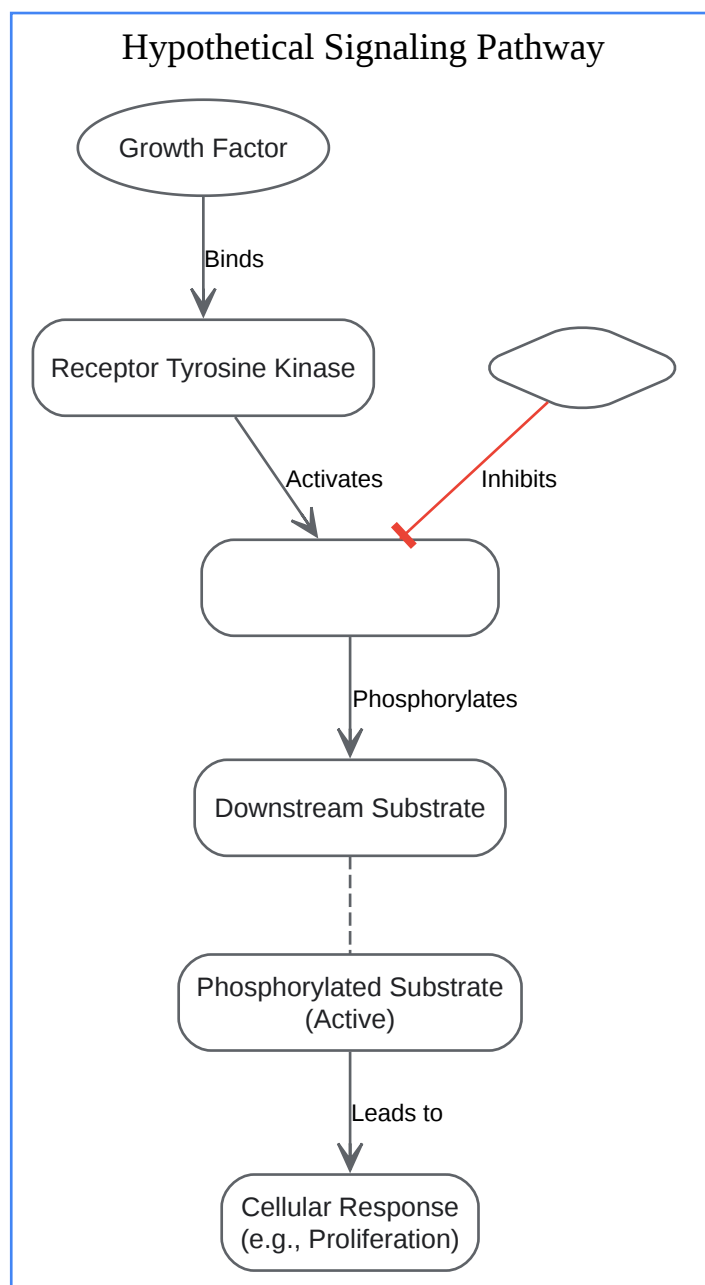 Hypothetical Signaling Pathway
Growth Factor
Binds
Receptor Tyrosine Kinase
Activates
Inhibits
Phosphorylates
Downstream Substrate
Phosphorylated Substrate
(Active)
Leads to
Cellular Response
(e.g., Proliferation)